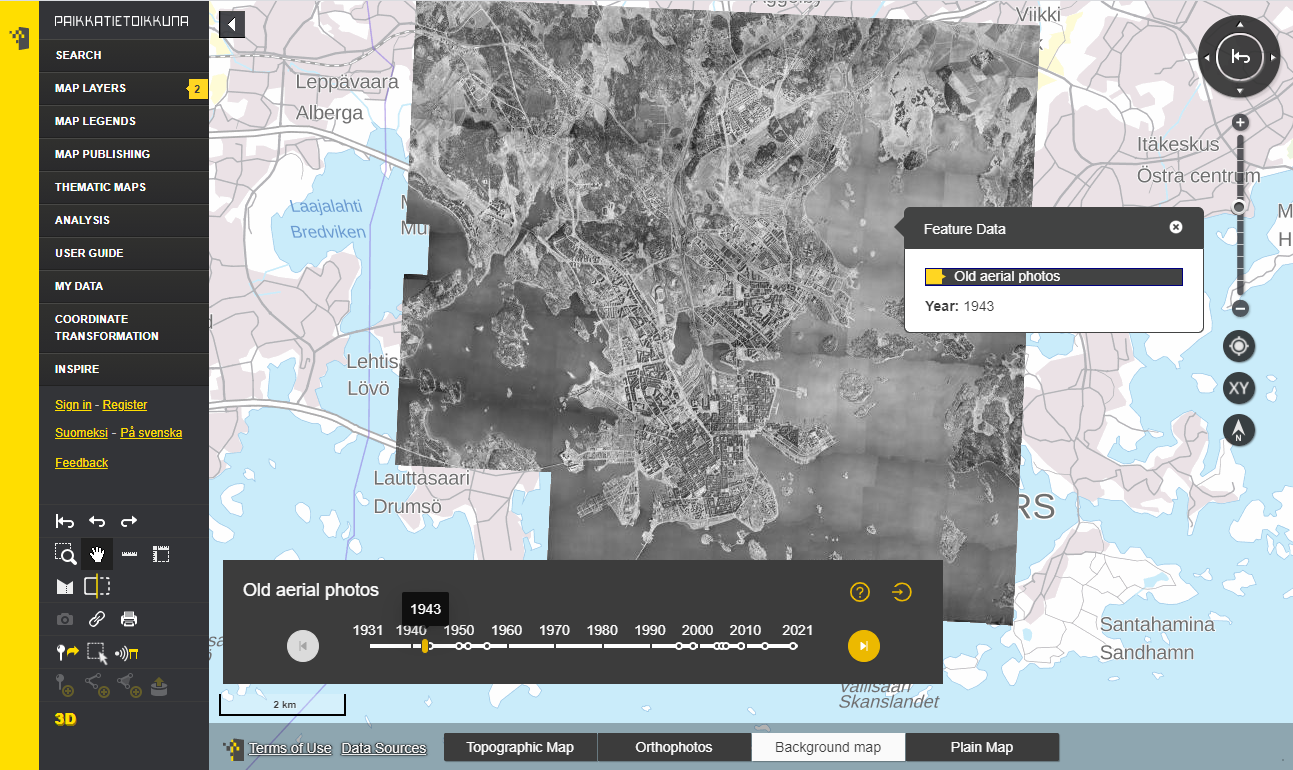 PAIKKATIETOIKKUNA
SEARCH
MAP LAYERS
2
MAP LEGENDS
MAP PUBLISHING
THEMATIC MAPS
ANALYSIS
USER GUIDE
MY DATA
COORDINATE
TRANSFORMATION
INSPIRE
Sign in - Register
Suomeksi - På svenska
Feedback
3D
Viikki
Leppävaara
Alberga
Itäkeskus
Östra centrum
Laajalahti
Bredviken
M
Mu
M
H
Feature Data
Old aerial photos
Year: 1943
XY
N
Lehtis
Lövö
Lauttasaari
Drumsö
RS
Old aerial photos
?
1943
1931 1940 1950 1960 1970 1980 1990 2000 2010 2021
Santahamina
Sandhamn
Vallisaari
Skanslandet
2 km
Terms of Use Data Sources
Topographic Map Orthophotos Background map Plain Map